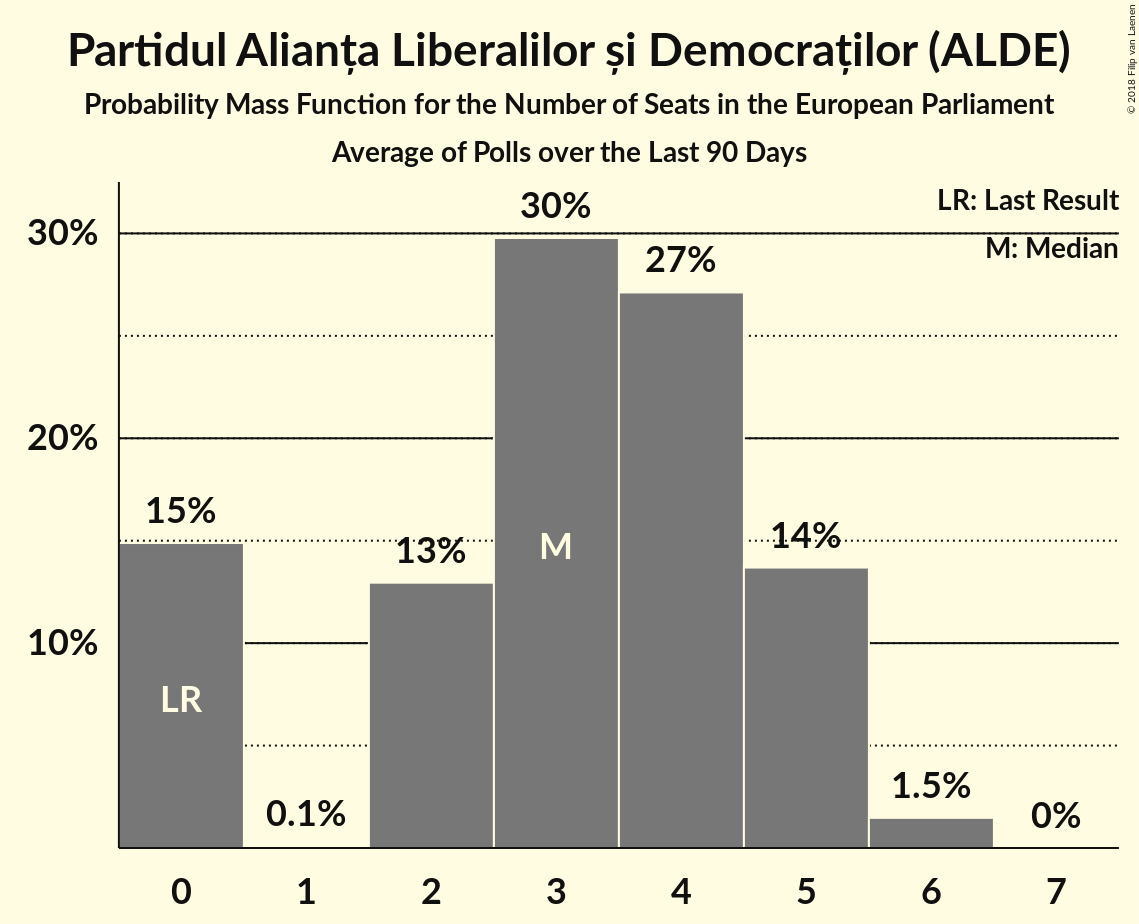 Partidul Alianța Liberalilor și Democraților (ALDE)
Probability Mass Function for the Number of Seats in the European Parliament
Average of Polls over the Last 90 Days
© 2018 Filip van Laenen
LR: Last Result
M: Median
30%
20%
10%
15%
0.1%
13%
30%
27%
14%
1.5%
0%
LR
M
0 1 2 3 4 5 6 7